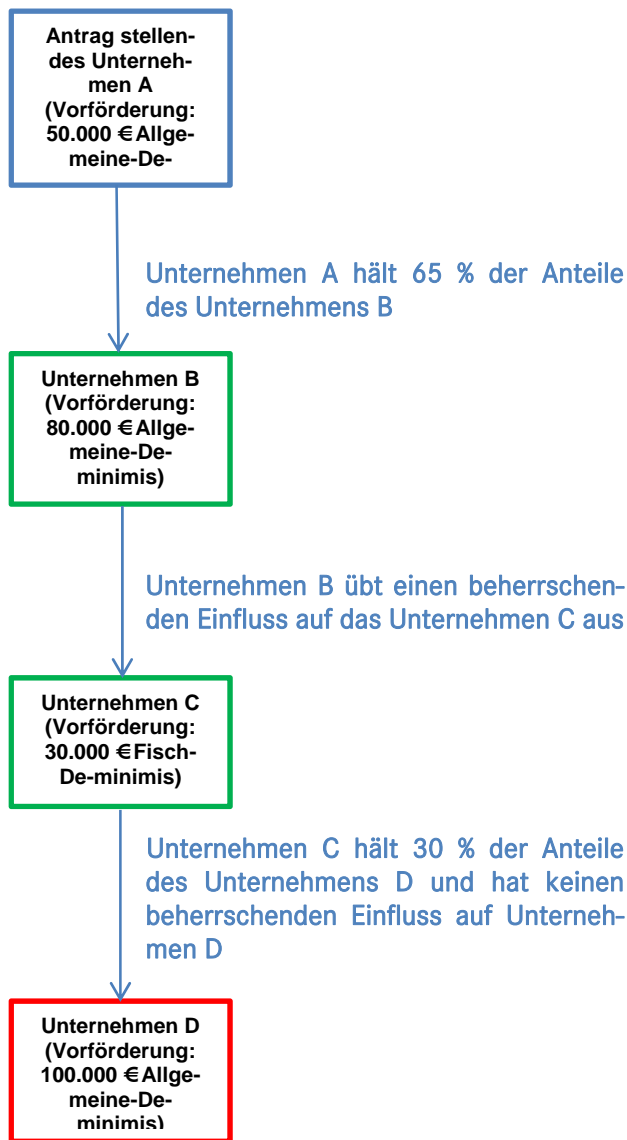 Antrag stellen-
des Unterneh-
men A
(Vorförderung:
50.000 € Allge-
meine-De-
Unternehmen A hält 65 % der Anteile
des Unternehmens B
Unternehmen B
(Vorförderung:
80.000 € Allge-
meine-De-
minimis)
Unternehmen B übt einen beherrschen-
den Einfluss auf das Unternehmen C aus
Unternehmen C
(Vorförderung:
30.000 € Fisch-
De-minimis)
Unternehmen C hält 30 % der Anteile
des Unternehmens D und hat keinen
beherrschenden Einfluss auf Unterneh-
men D
Unternehmen D
(Vorförderung:
100.000 € Allge-
meine-De-
minimis)